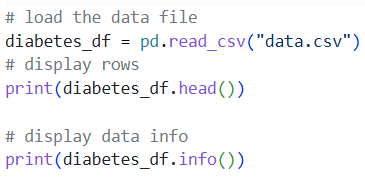 # load the data file
diabetes_df = pd.read_csv("data.csv")
# display rows
print(diabetes_df.head())
# display data info
print(diabetes_df.info())